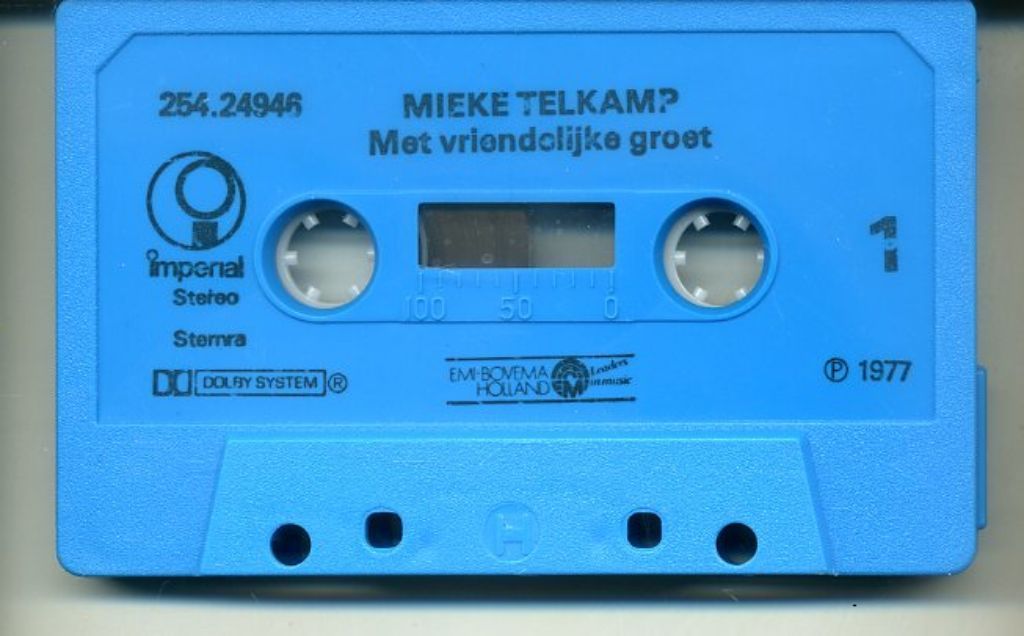 254.24946
MIEKE TELKAMP
Met vriendelijke groet
imperial
Stereo
Stemra
DOLBY SYSTEM ®
100 50 0
EMI-BOVEMA
HOLLAND
Leaders
in music
1
Ⓟ 1977
H